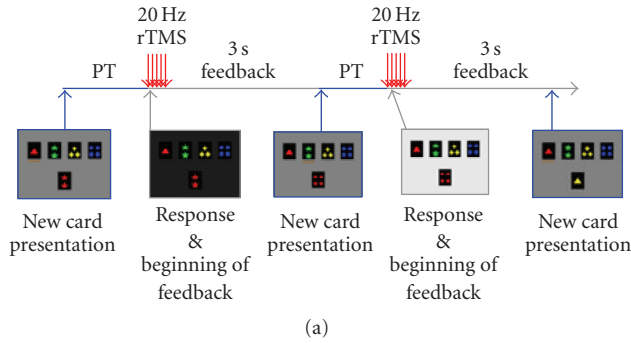 20 Hz
rTMS
20 Hz
rTMS
PT
3 s
feedback
PT
3 s
feedback
New card
presentation
Response
&
beginning of
feedback
New card
presentation
Response
&
beginning of
feedback
New card
presentation
(a)